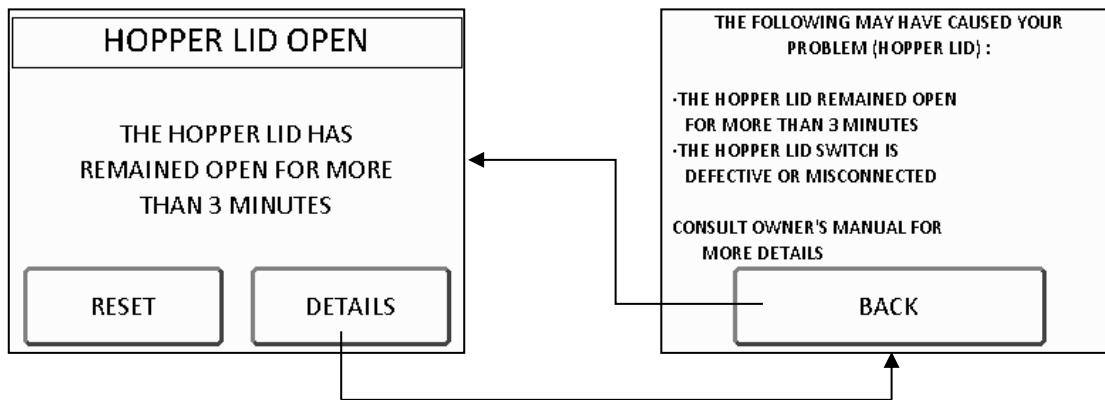 HOPPER LID OPEN
THE HOPPER LID HAS
REMAINED OPEN FOR MORE
THAN 3 MINUTES
RESET
DETAILS
THE FOLLOWING MAY HAVE CAUSED YOUR
PROBLEM (HOPPER LID) :
·THE HOPPER LID REMAINED OPEN
FOR MORE THAN 3 MINUTES
·THE HOPPER LID SWITCH IS
DEFECTIVE OR MISCONNECTED
CONSULT OWNER'S MANUAL FOR
MORE DETAILS
BACK